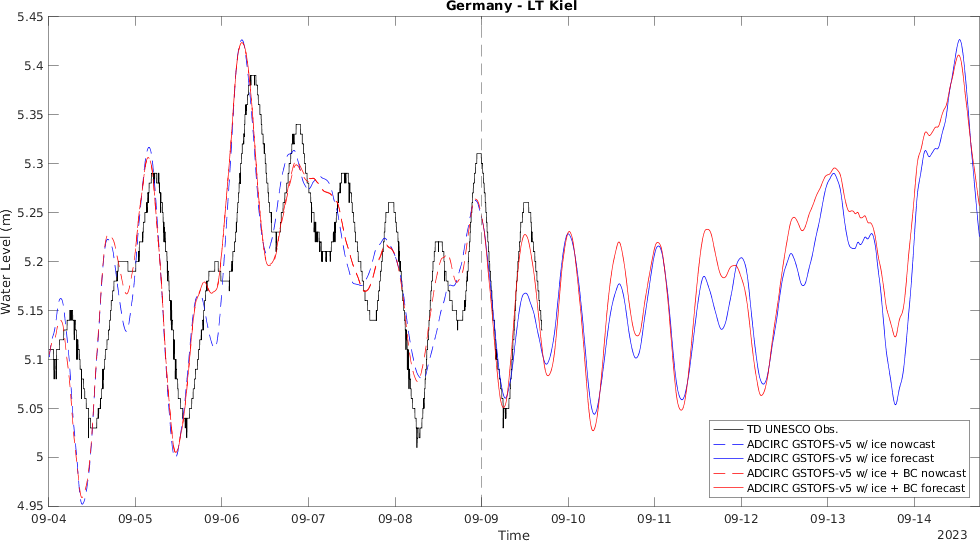 Germany - LT Kiel
5.45
5.4
5.35
5.3
5.25
5.2
5.15
5.1
5.05
5
4.95
Water Level (m)
TD UNESCO Obs.
ADCIRC GSTOFS-v5 w/ ice nowcast
ADCIRC GSTOFS-v5 w/ ice forecast
ADCIRC GSTOFS-v5 w/ ice + BC nowcast
ADCIRC GSTOFS-v5 w/ ice + BC forecast
09-04 09-05 09-06 09-07 09-08 09-09 09-10 09-11 09-12 09-13 09-14
Time
2023